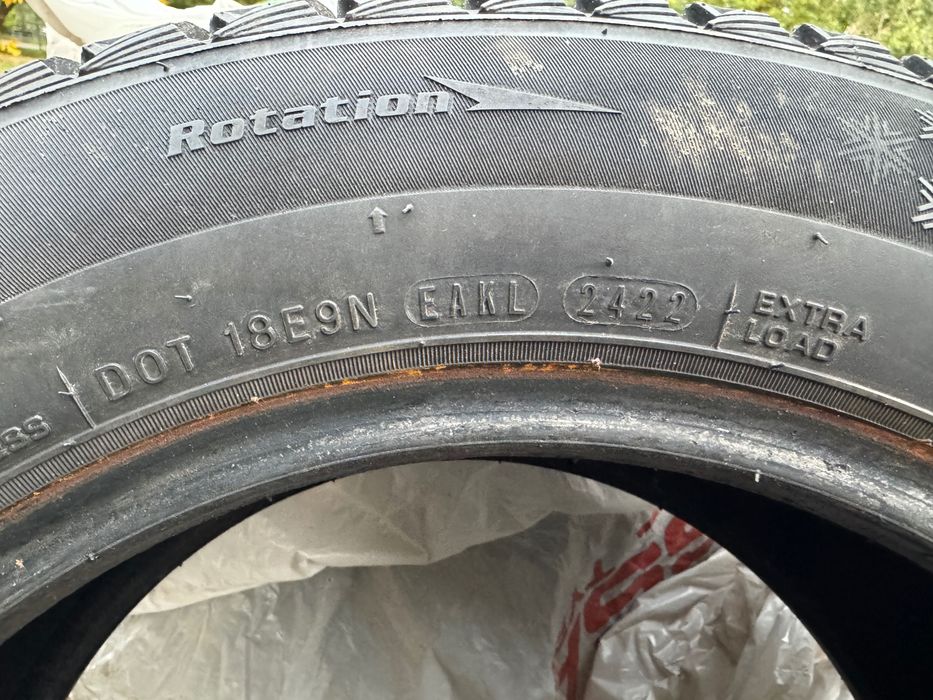 Rotation
DOT 18E9N EAKL 2422
EXTRA
LOAD